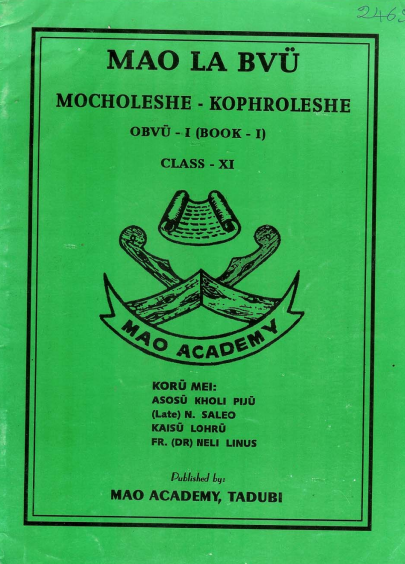 2465
MAO LA BVÜ
MOCHOLESHE - KOPHROLESHE
OBVÜ - I (BOOK - I)
CLASS - XI
MAO ACADEMY
KORÜ MEI:
ASOSÜ KHOLI PIJÜ
(Late) N. SALEO
KAISÜ LOHRÜ
FR. (DR) NELI LINUS
Published by:
MAO ACADEMY, TADUBI